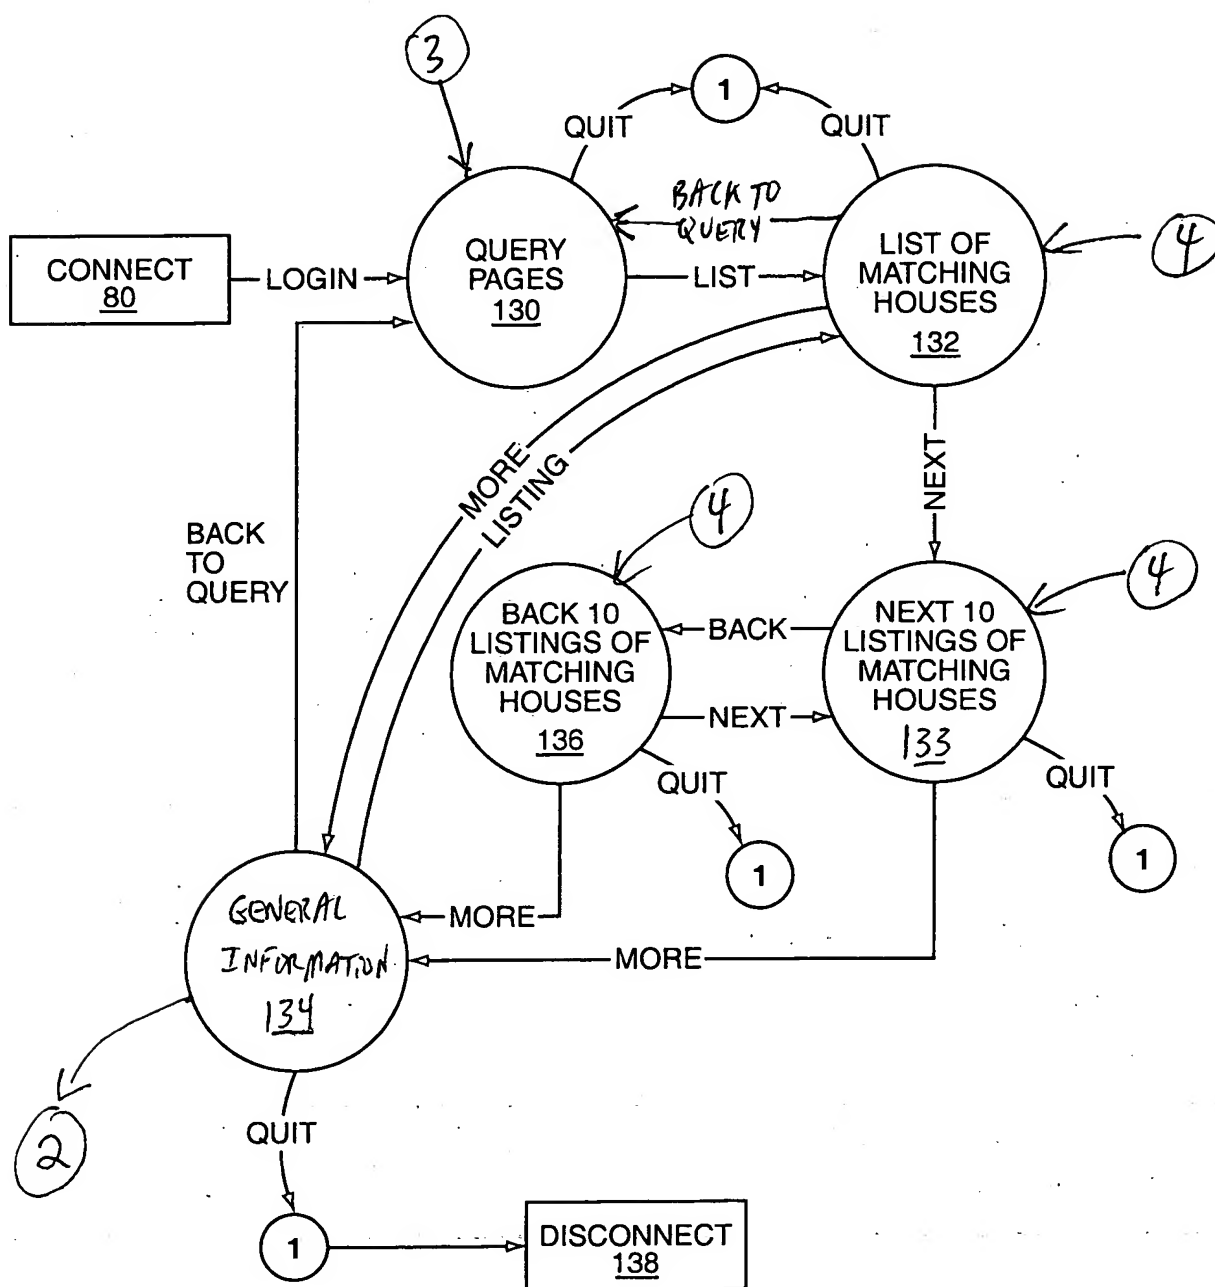 3
1
QUIT
QUIT
BACK TO
QUERY
CONNECT
80
LOGIN
QUERY
PAGES
130
LIST
LIST OF
MATCHING
HOUSES
132
4
MORE
LISTING
NEXT
BACK
TO
QUERY
4
4
BACK 10
LISTINGS OF
MATCHING
HOUSES
136
BACK
NEXT
NEXT 10
LISTINGS OF
MATCHING
HOUSES
133
QUIT
1
QUIT
1
MORE
MORE
GENERAL
INFORMATION
134
2
QUIT
1
DISCONNECT
138